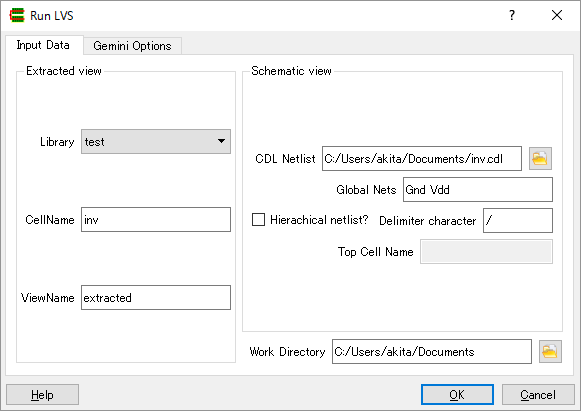 Run LVS
Input Data
Gemini Options
Extracted view
Library
test
CellName
inv
ViewName
extracted
Schematic view
CDL Netlist
C:/Users/akita/Documents/inv.cdl
Global Nets
Gnd Vdd
Hierachical netlist?
Delimiter character
/
Top Cell Name
Work Directory
C:/Users/akita/Documents
Help
OK
Cancel